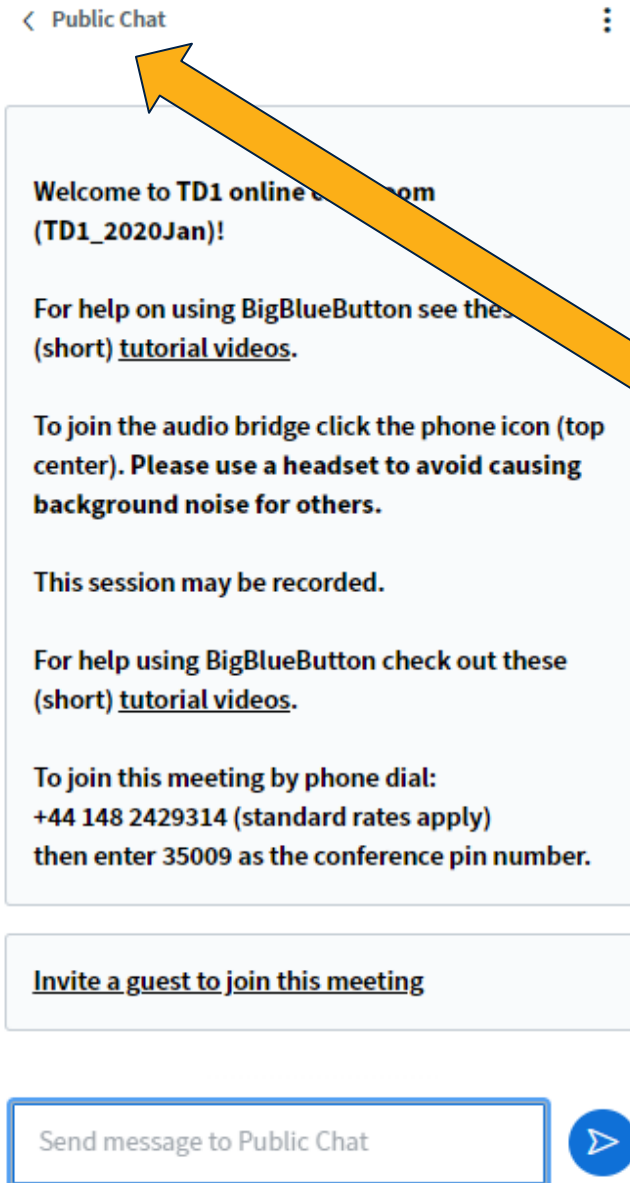 Public Chat
Welcome to TD1 online
(TD1_2020Jan)!
For help on using BigBlueButton see
(short) tutorial videos.
To join the audio bridge click the phone icon (top
center). Please use a headset to avoid causing
background noise for others.
This session may be recorded.
For help using BigBlueButton check out these
(short) tutorial videos.
To join this meeting by phone dial:
+44 148 2429314 (standard rates apply)
then enter 35009 as the conference pin number.
Invite a guest to join this meeting
Send message to Public Chat